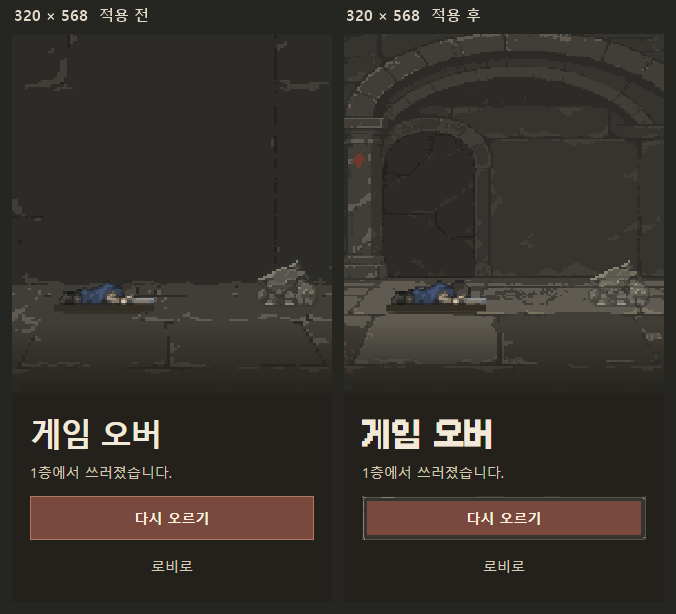 320 × 568 적용 전
320 × 568 적용 후
게임 오버
1층에서 쓰러졌습니다.
다시 오르기
로비로
게임 오버
1층에서 쓰러졌습니다.
다시 오르기
로비로